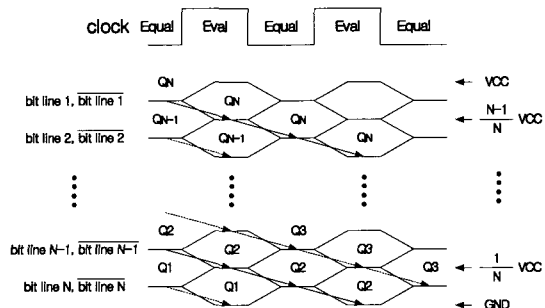 clock Equal Eval Equal Eval Equal
QN VCC
bit line 1, bit line 1 QN
QN-1 QN N-1/N VCC
bit line 2, bit line 2 QN-1 QN
Q2 Q3
bit line N-1, bit line N-1 Q2 Q3
Q1 Q2 Q3 1/N VCC
bit line N, bit line N Q1 Q2
GND